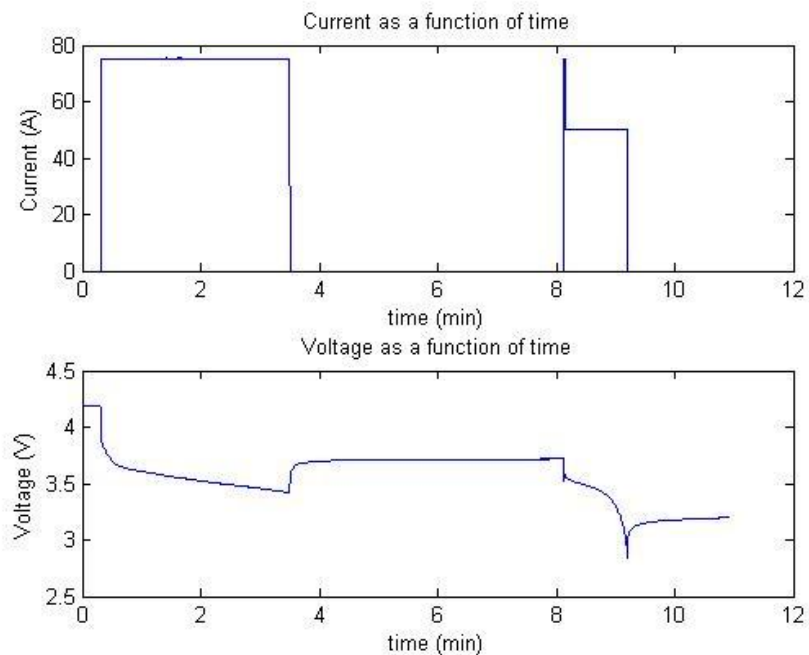 Current as a function of time
80
60
40
20
0
Current (A)
0 2 4 6 8 10 12
time (min)
Voltage as a function of time
4.5
4
3.5
3
2.5
Voltage (V)
0 2 4 6 8 10 12
time (min)